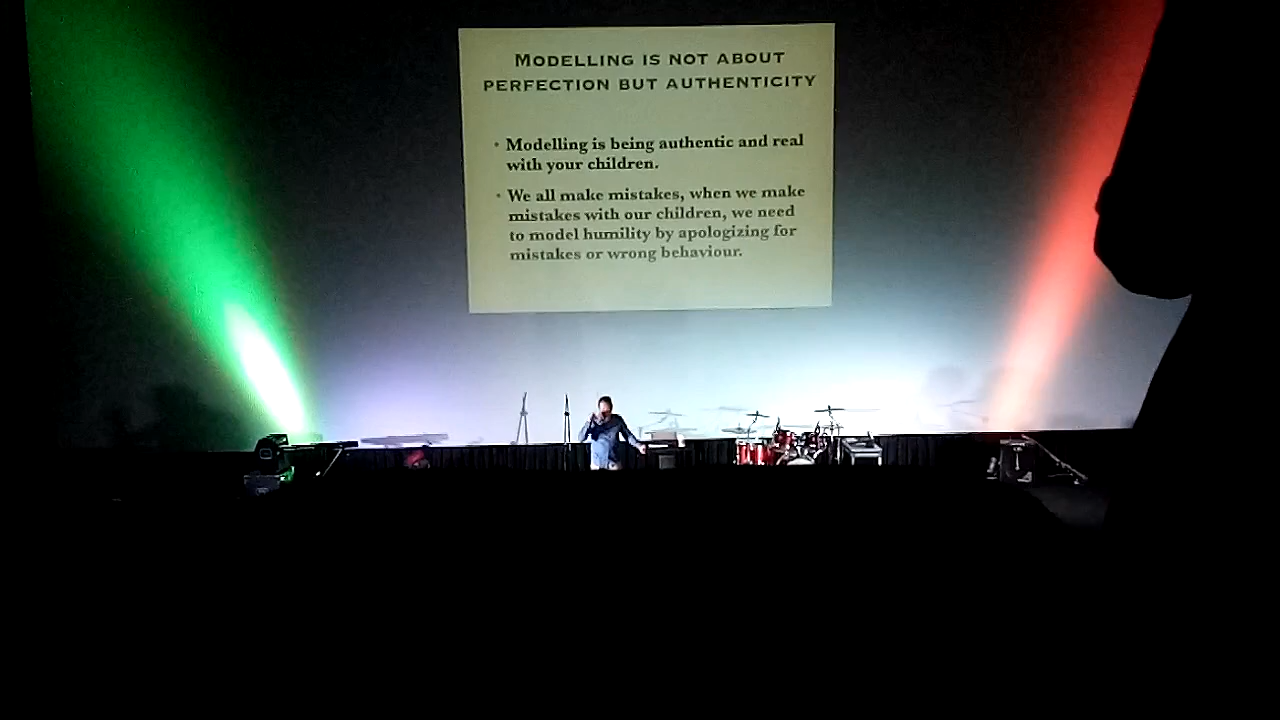 MODELLING IS NOT ABOUT
PERFECTION BUT AUTHENTICITY
• Modelling is being authentic and real
with your children.
• We all make mistakes, when we make
mistakes with our children, we need
to model humility by apologizing for
mistakes or wrong behaviour.